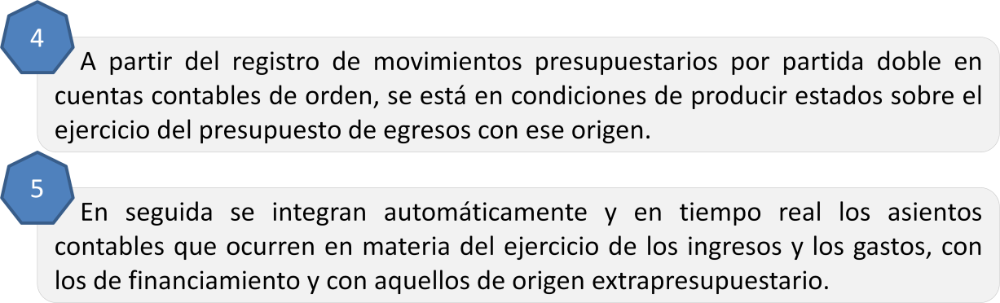 4
A partir del registro de movimientos presupuestarios por partida doble en
cuentas contables de orden, se está en condiciones de producir estados sobre el
ejercicio del presupuesto de egresos con ese origen.
5
En seguida se integran automáticamente y en tiempo real los asientos
contables que ocurren en materia del ejercicio de los ingresos y los gastos, con
los de financiamiento y con aquellos de origen extrapresupuestario.